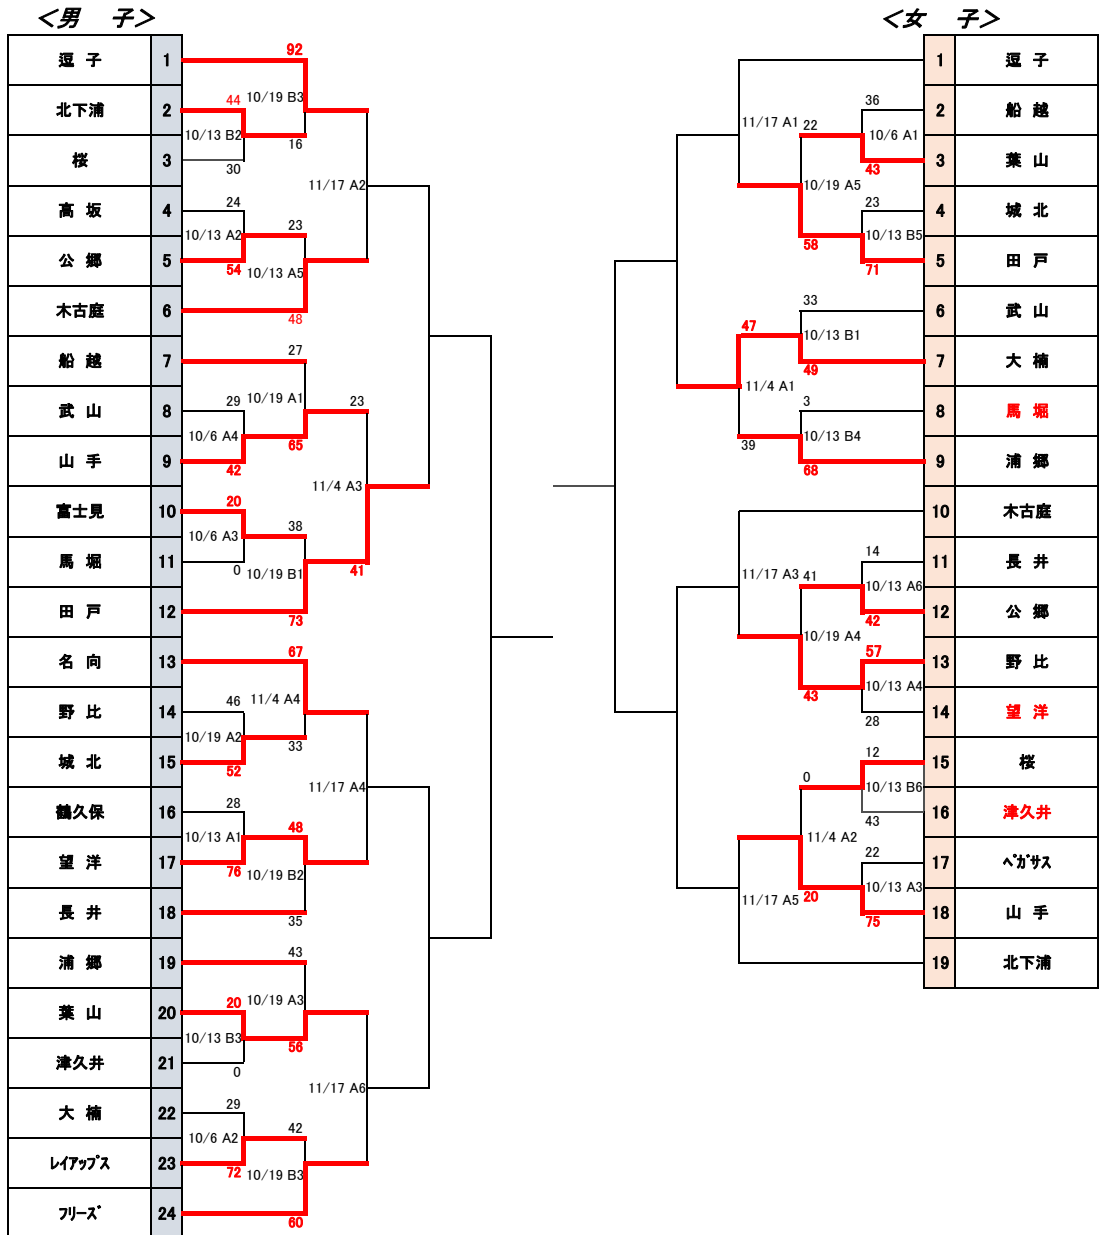 ＜男　子＞
92
逗 子 1
44 10/19 B3
北下浦 2
10/13 B2 16
桜 3
30
11/17 A2
24
高 坂 4
23
10/13 A2
公 郷 5
54 10/13 A5
木古庭 6
48
27
船 越 7
29 10/19 A1 23
武 山 8
10/6 A4 65
山 手 9
42
11/4 A3
20
富士見 10
38
10/6 A3
馬 堀 11
0 10/19 B1 41
田 戸 12
73
67
名 向 13
46 11/4 A4
野 比 14
10/19 A2 33
城 北 15
52
11/17 A4
28
鶴久保 16
48
10/13 A1
望 洋 17
76 10/19 B2
長 井 18
35
43
浦 郷 19
20 10/19 A3
葉 山 20
10/13 B3 56
津久井 21
0
11/17 A6
29
大 楠 22
42
10/6 A2
レイアップス 23
72 10/19 B3
フリーズ 24
60
＜女　子＞
1 逗 子
36
2 船 越
11/17 A1 22
10/6 A1
3 葉 山
43
10/19 A5
23
4 城 北
10/13 B5
58
5 田 戸
71
33
6 武 山
47
10/13 B1
7 大 楠
49
11/4 A1
3
8 馬 堀
10/13 B4
39
9 浦 郷
68
10 木古庭
14
11 長 井
11/17 A3 41
10/13 A6
12 公 郷
42
10/19 A4
57
13 野 比
10/13 A4
43
14 望 洋
28
12
15 桜
0
10/13 B6
16 津久井
43
11/4 A2
22
17 ペガサス
10/13 A3
11/17 A5 20
18 山 手
75
19 北下浦